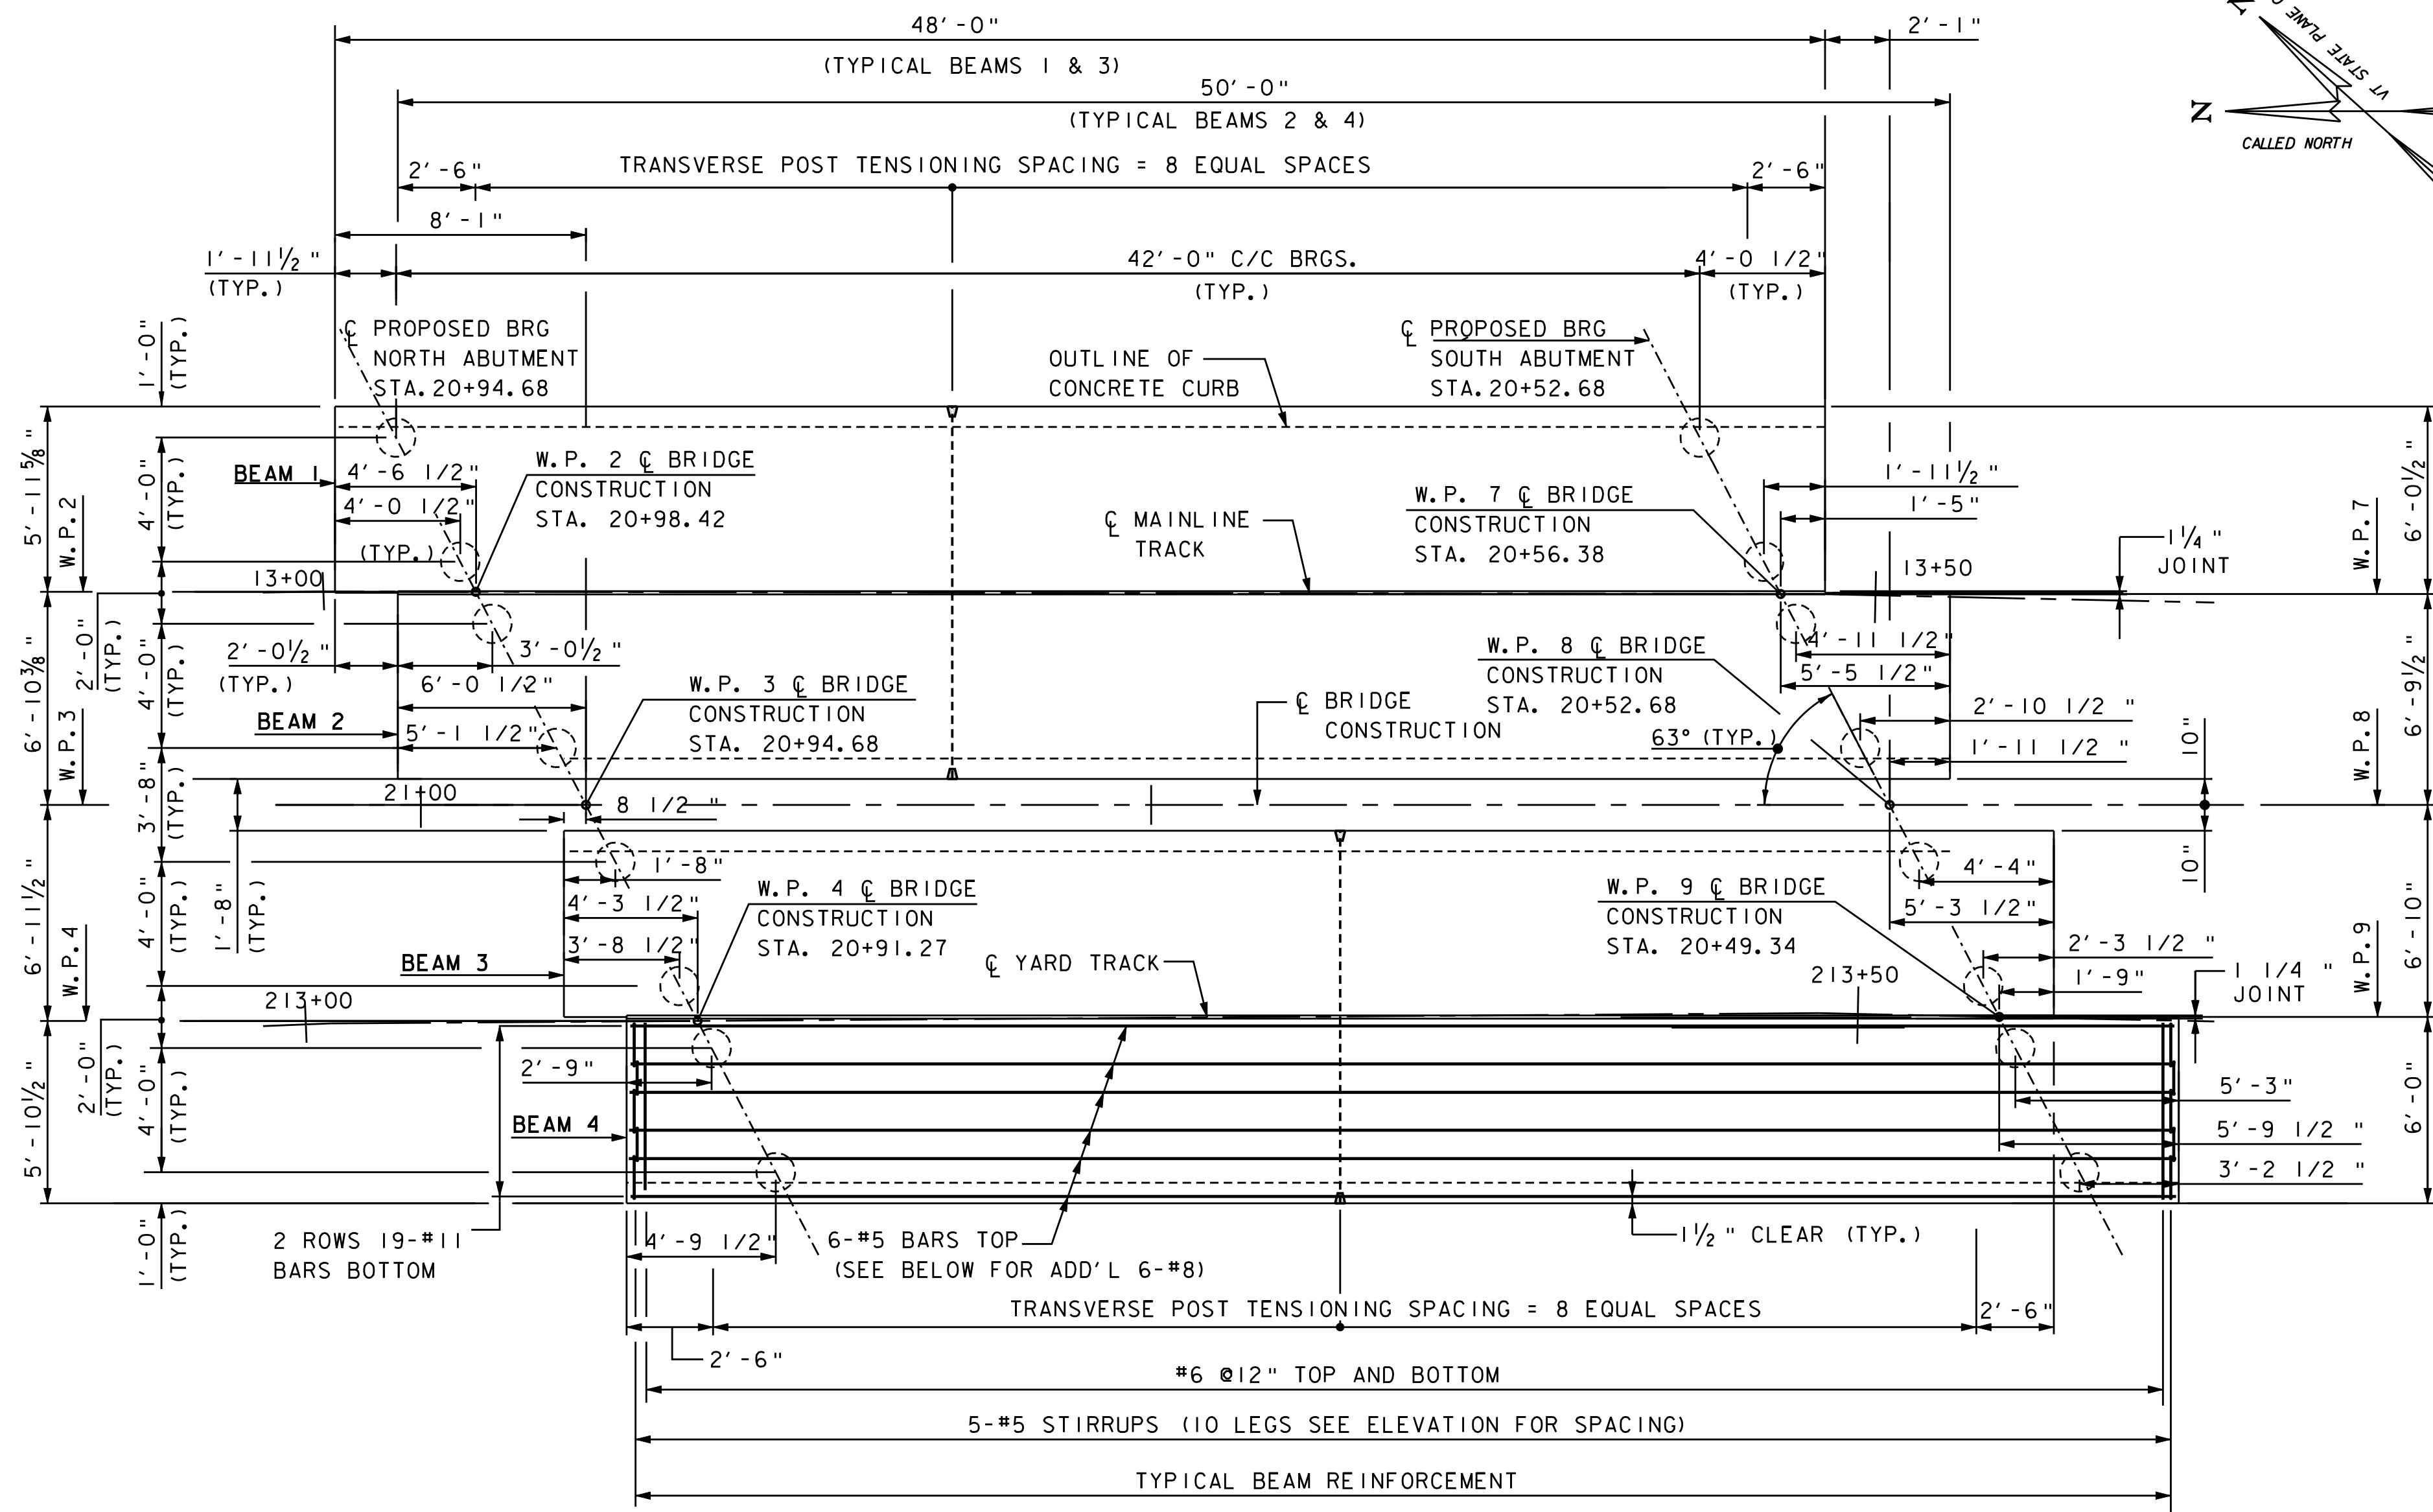 48'-0"
2'-1"
(TYPICAL BEAMS 1 & 3)
50'-0"
(TYPICAL BEAMS 2 & 4)
VT STATE PLANE
N
CALLED NORTH
2'-6"
TRANSVERSE POST TENSIONING SPACING = 8 EQUAL SPACES
2'-6"
8'-1"
1'-11½"
(TYP.)
42'-0" C/C BRGS.
(TYP.)
4'-0 1/2"
(TYP.)
1'-0"
(TYP.)
℄ PROPOSED BRG
NORTH ABUTMENT
STA.20+94.68
OUTLINE OF
CONCRETE CURB
℄ PROPOSED BRG
SOUTH ABUTMENT
STA.20+52.68
5'-11⅝"
W.P.2
4'-0"
(TYP.)
BEAM 1
4'-6 1/2"
4'-0 1/2"
(TYP.)
W.P. 2 ℄ BRIDGE
CONSTRUCTION
STA. 20+98.42
℄ MAINLINE
TRACK
W.P. 7 ℄ BRIDGE
CONSTRUCTION
STA. 20+56.38
1'-11½"
1'-5"
W.P.7
6'-0½"
1¼"
JOINT
13+00
13+50
6'-10⅜"
W.P.3
2'-0"
(TYP.)
4'-0"
(TYP.)
2'-0½"
(TYP.)
3'-0½"
6'-0 1/2"
BEAM 2
5'-1 1/2"
W.P. 3 ℄ BRIDGE
CONSTRUCTION
STA. 20+94.68
℄ BRIDGE
CONSTRUCTION
W.P. 8 ℄ BRIDGE
CONSTRUCTION
STA. 20+52.68
63° (TYP.)
4'-11 1/2"
5'-5 1/2"
2'-10 1/2 "
1'-11 1/2 "
10"
W.P.8
6'-9½"
3'-8"
(TYP.)
21+00
8 1/2 "
10"
6'-11½"
W.P.4
4'-0"
(TYP.)
1'-8"
(TYP.)
1'-8"
4'-3 1/2"
3'-8 1/2"
BEAM 3
W.P. 4 ℄ BRIDGE
CONSTRUCTION
STA. 20+91.27
℄ YARD TRACK
W.P. 9 ℄ BRIDGE
CONSTRUCTION
STA. 20+49.34
4'-4"
5'-3 1/2"
2'-3 1/2 "
1'-9"
W.P.9
6'-10"
1 1/4 "
JOINT
213+00
213+50
5'-10½"
2'-0"
(TYP.)
4'-0"
(TYP.)
2'-9"
BEAM 4
5'-3"
5'-9 1/2 "
3'-2 1/2 "
6'-0"
1'-0"
(TYP.)
2 ROWS 19-#11
BARS BOTTOM
4'-9 1/2"
6-#5 BARS TOP
(SEE BELOW FOR ADD'L 6-#8)
1½" CLEAR (TYP.)
TRANSVERSE POST TENSIONING SPACING = 8 EQUAL SPACES
2'-6"
2'-6"
#6 @12" TOP AND BOTTOM
5-#5 STIRRUPS (10 LEGS SEE ELEVATION FOR SPACING)
TYPICAL BEAM REINFORCEMENT